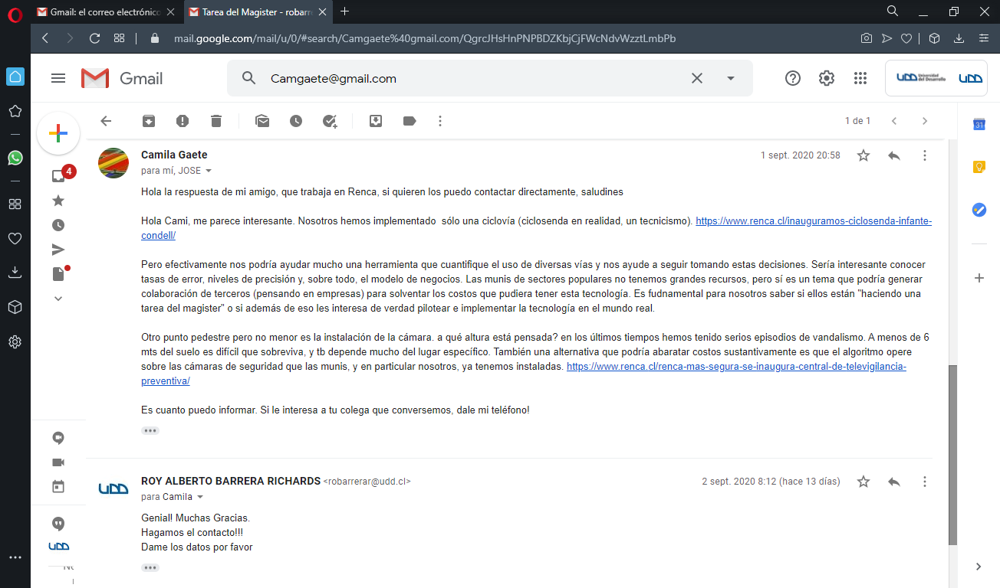 Gmail: el correo electrónico
Tarea del Magister - robarr
mail.google.com/mail/u/0/#search/Camgaete%40gmail.com/QgrcJHsHnPNPBDZKbjCjFWcNdvWzztLmbPb
Gmail
Camgaete@gmail.com
UDD Universidad del Desarrollo
UDD
1 de 1
31
4
Camila Gaete
1 sept. 2020 20:58
para mí, JOSE
Hola la respuesta de mi amigo, que trabaja en Renca, si quieren los puedo contactar directamente, saludines
Hola Cami, me parece interesante. Nosotros hemos implementado sólo una ciclovía (ciclosenda en realidad, un tecnicismo). https://www.renca.cl/inauguramos-ciclosenda-infante-
condell/
Pero efectivamente nos podría ayudar mucho una herramienta que cuantifique el uso de diversas vías y nos ayude a seguir tomando estas decisiones. Sería interesante conocer
tasas de error, niveles de precisión y, sobre todo, el modelo de negocios. Las munis de sectores populares no tenemos grandes recursos, pero sí es un tema que podría generar
colaboración de terceros (pensando en empresas) para solventar los costos que pudiera tener esta tecnología. Es fudnamental para nosotros saber si ellos están "haciendo una
tarea del magister" o si además de eso les interesa de verdad pilotear e implementar la tecnología en el mundo real.
Otro punto pedestre pero no menor es la instalación de la cámara. a qué altura está pensada? en los últimos tiempos hemos tenido serios episodios de vandalismo. A menos de 6
mts del suelo es difícil que sobreviva, y tb depende mucho del lugar específico. También una alternativa que podría abaratar costos sustantivamente es que el algoritmo opere
sobre las cámaras de seguridad que las munis, y en particular nosotros, ya tenemos instaladas. https://www.renca.cl/renca-mas-segura-se-inaugura-central-de-televigilancia-
preventiva/
Es cuanto puedo informar. Si le interesa a tu colega que conversemos, dale mi teléfono!
UDD
ROY ALBERTO BARRERA RICHARDS <robarrerar@udd.cl>
2 sept. 2020 8:12 (hace 13 días)
para Camila
Genial! Muchas Gracias.
Hagamos el contacto!!!
Dame los datos por favor
UDD